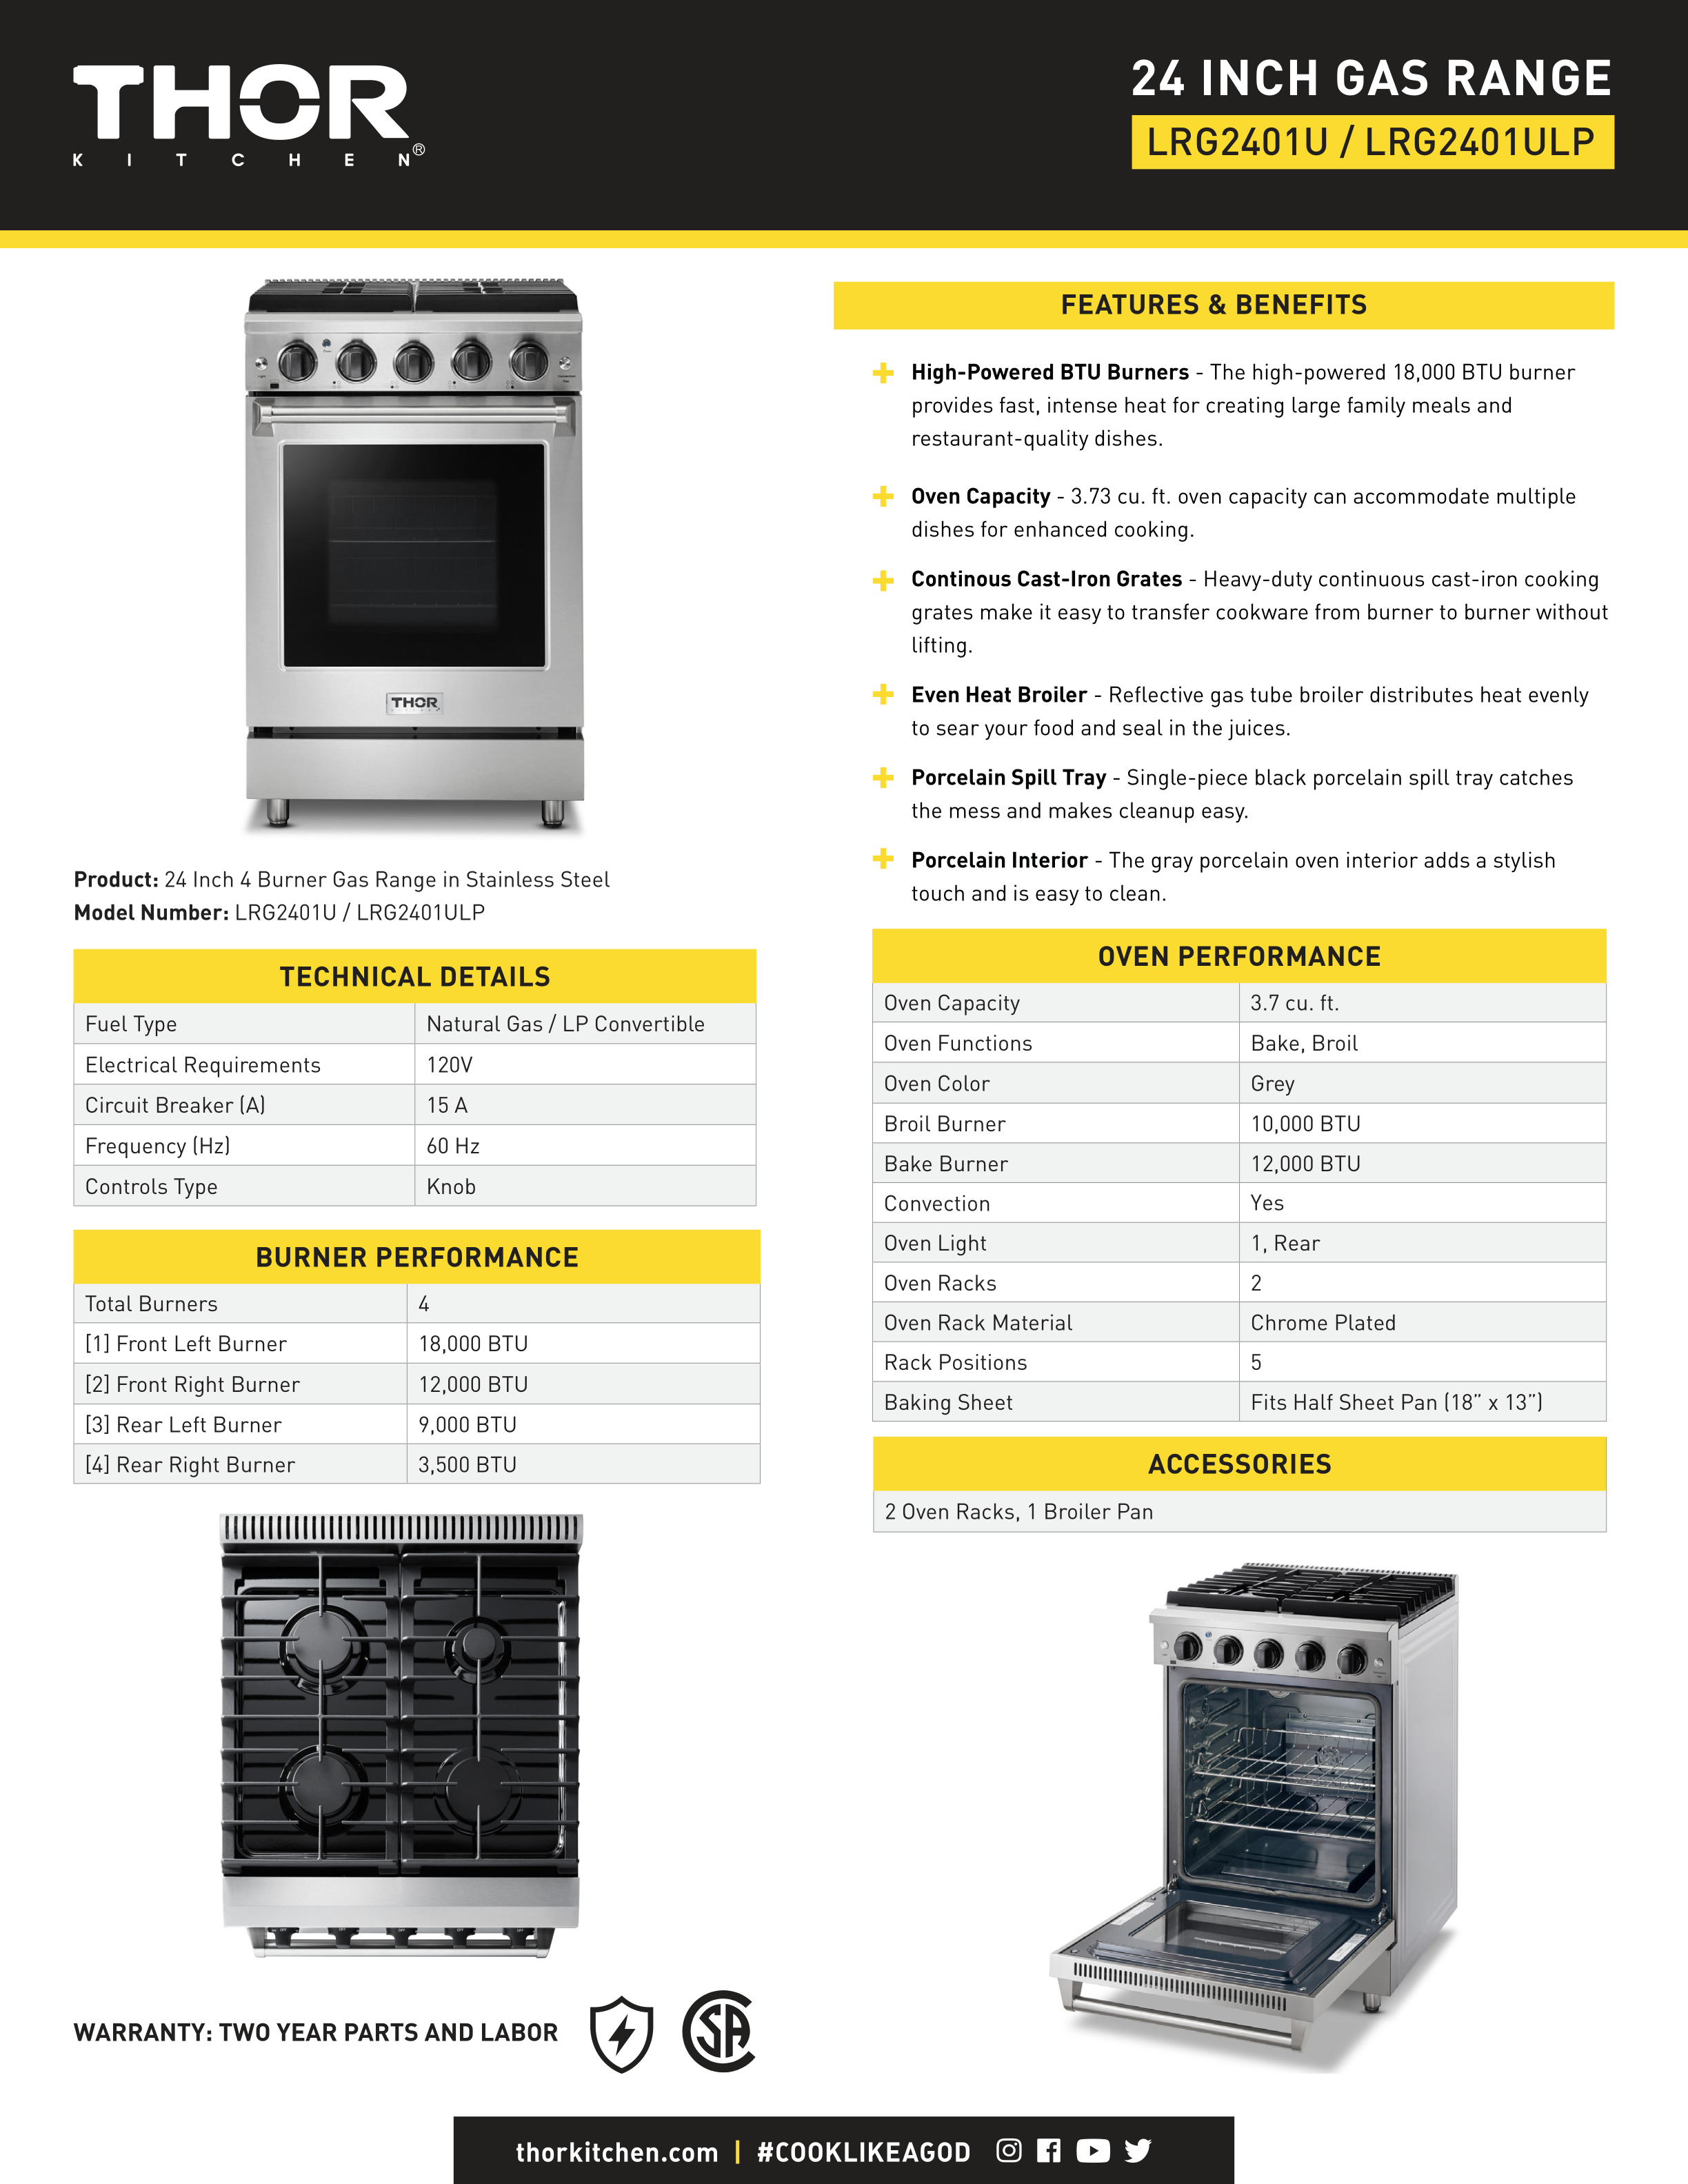 THOR
KITCHEN®
24 INCH GAS RANGE
LRG2401U / LRG2401ULP
THOR
Product: 24 Inch 4 Burner Gas Range in Stainless Steel
Model Number: LRG2401U / LRG2401ULP
TECHNICAL DETAILS
Fuel Type Natural Gas / LP Convertible
Electrical Requirements 120V
Circuit Breaker (A) 15 A
Frequency (Hz) 60 Hz
Controls Type Knob
BURNER PERFORMANCE
Total Burners 4
[1] Front Left Burner 18,000 BTU
[2] Front Right Burner 12,000 BTU
[3] Rear Left Burner 9,000 BTU
[4] Rear Right Burner 3,500 BTU
WARRANTY: TWO YEAR PARTS AND LABOR
SA
FEATURES & BENEFITS
High-Powered BTU Burners - The high-powered 18,000 BTU burner
provides fast, intense heat for creating large family meals and
restaurant-quality dishes.
Oven Capacity - 3.73 cu. ft. oven capacity can accommodate multiple
dishes for enhanced cooking.
Continous Cast-Iron Grates - Heavy-duty continuous cast-iron cooking
grates make it easy to transfer cookware from burner to burner without
lifting.
Even Heat Broiler - Reflective gas tube broiler distributes heat evenly
to sear your food and seal in the juices.
Porcelain Spill Tray - Single-piece black porcelain spill tray catches
the mess and makes cleanup easy.
Porcelain Interior - The gray porcelain oven interior adds a stylish
touch and is easy to clean.
OVEN PERFORMANCE
Oven Capacity 3.7 cu. ft.
Oven Functions Bake, Broil
Oven Color Grey
Broil Burner 10,000 BTU
Bake Burner 12,000 BTU
Convection Yes
Oven Light 1, Rear
Oven Racks 2
Oven Rack Material Chrome Plated
Rack Positions 5
Baking Sheet Fits Half Sheet Pan (18” x 13”)
ACCESSORIES
2 Oven Racks, 1 Broiler Pan
thorkitchen.com | #COOKLIKEAGOD